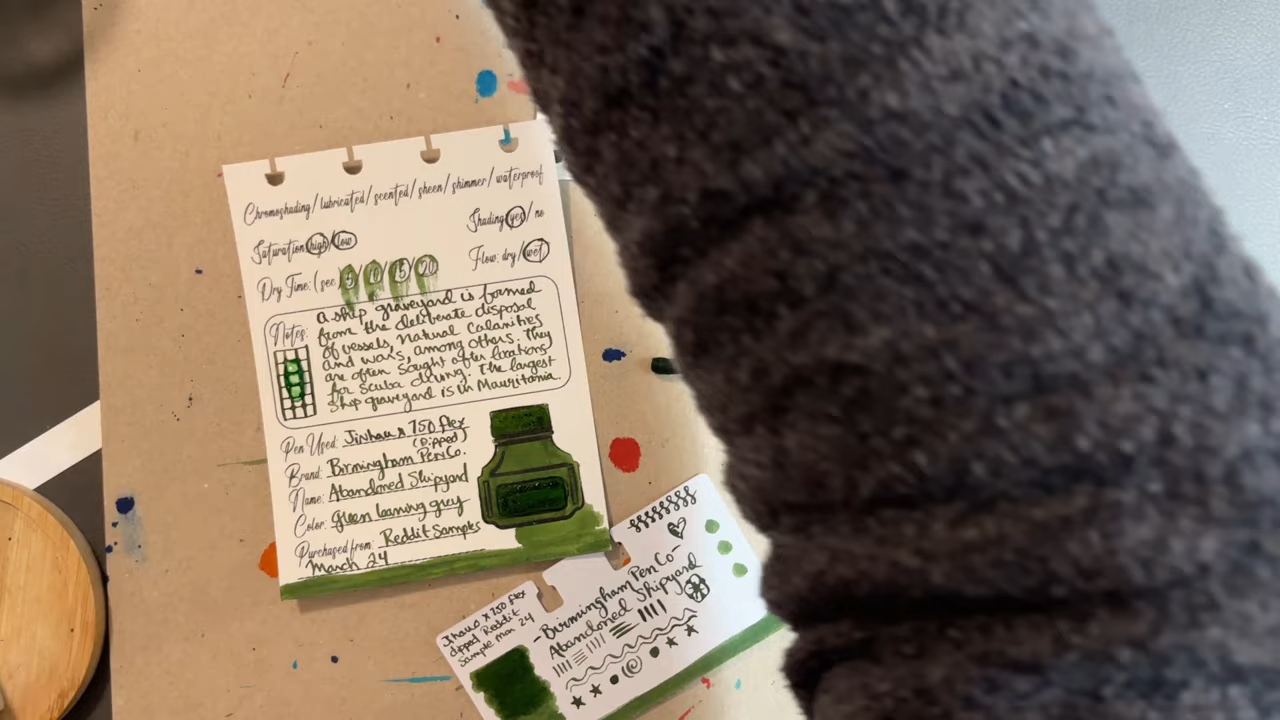 Chromoshading/lubricated/scented/sheen/shimmer/waterproof
Saturation: high/low
Shading: yes/no
Dry Time: (sec) 5/10/15/20
Flow: dry/wet
Notes:
a ship graveyard is formed
from the deliberate disposal
of vessels, natural calamities
and wars, among others. They
are often sought after locations
for scuba diving. The largest
ship graveyard is in Mauritania.
Pen Used: Jinhau x 750 flex
(Dipped)
Brand: Birmingham Pen Co.
Name: Abandoned Shipyard
Color: Green leaning grey
Purchased from: Reddit Samples
March 24
Jinhao x 750 flex
dipped Reddit
Sample Mar 24
-Birmingham Pen Co-
Abandoned Shipyard